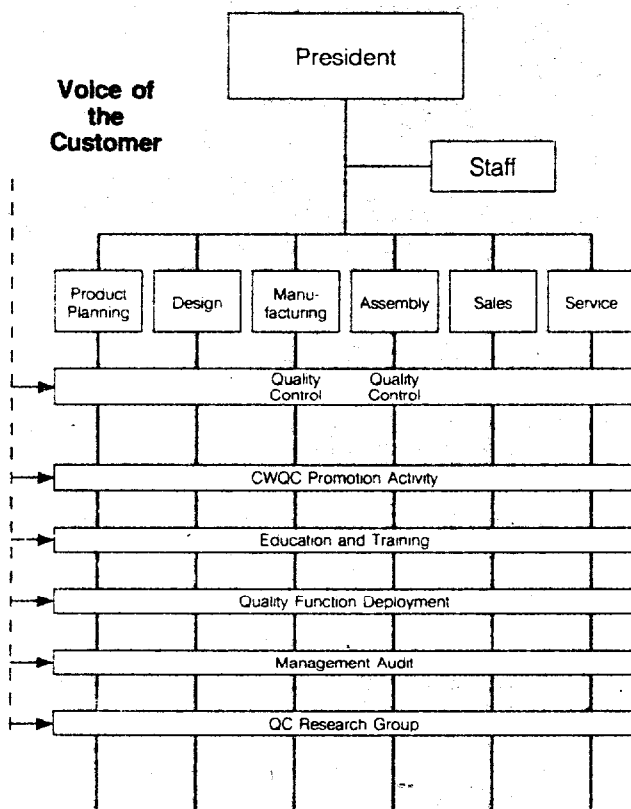 President
Voice of
the
Customer
Staff
Product
Planning
Design
Manu-
facturing
Assembly
Sales
Service
Quality
Control
Quality
Control
CWQC Promotion Activity
Education and Training
Quality Function Deployment
Management Audit
QC Research Group